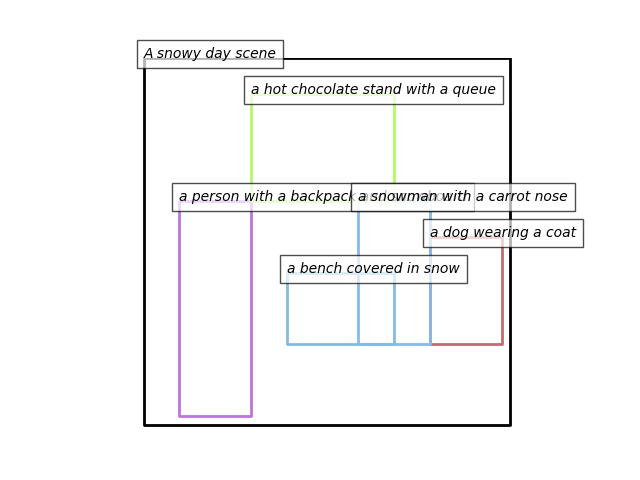 A snowy day scene
a hot chocolate stand with a queue
a person with a backpack
a snowman with a carrot nose
a dog wearing a coat
a bench covered in snow